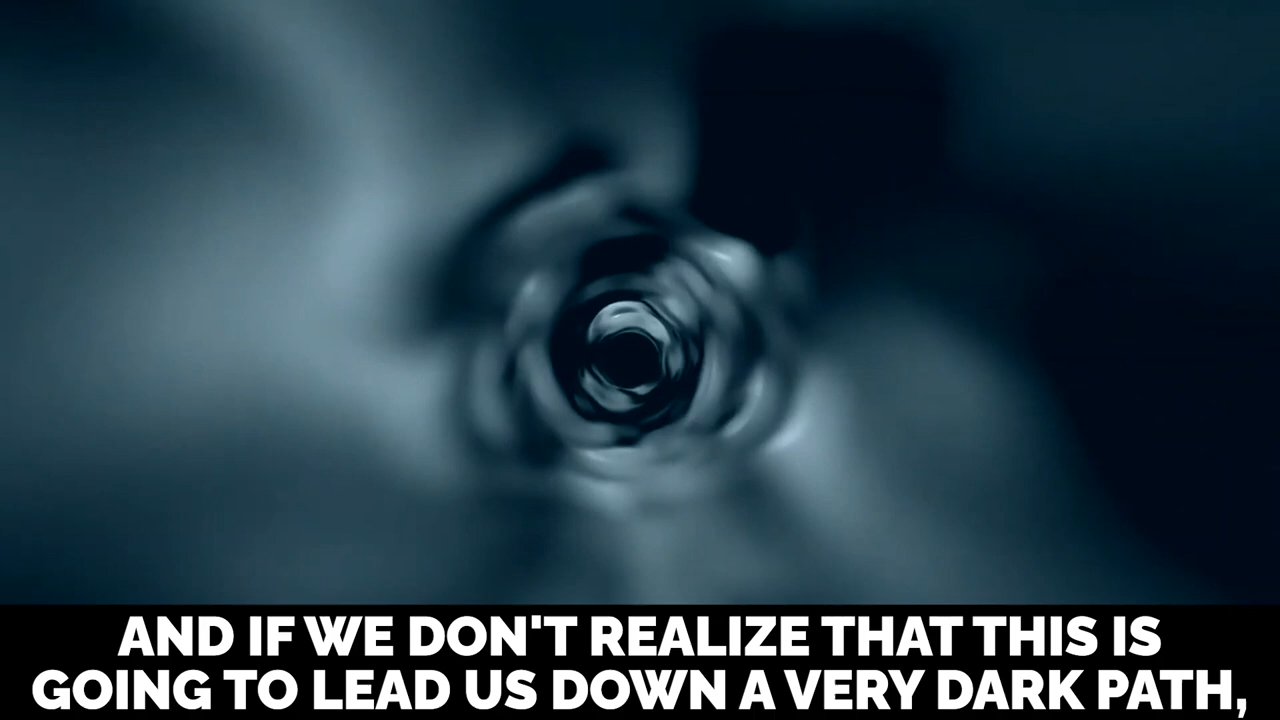 AND IF WE DON'T REALIZE THAT THIS IS
GOING TO LEAD US DOWN A VERY DARK PATH,